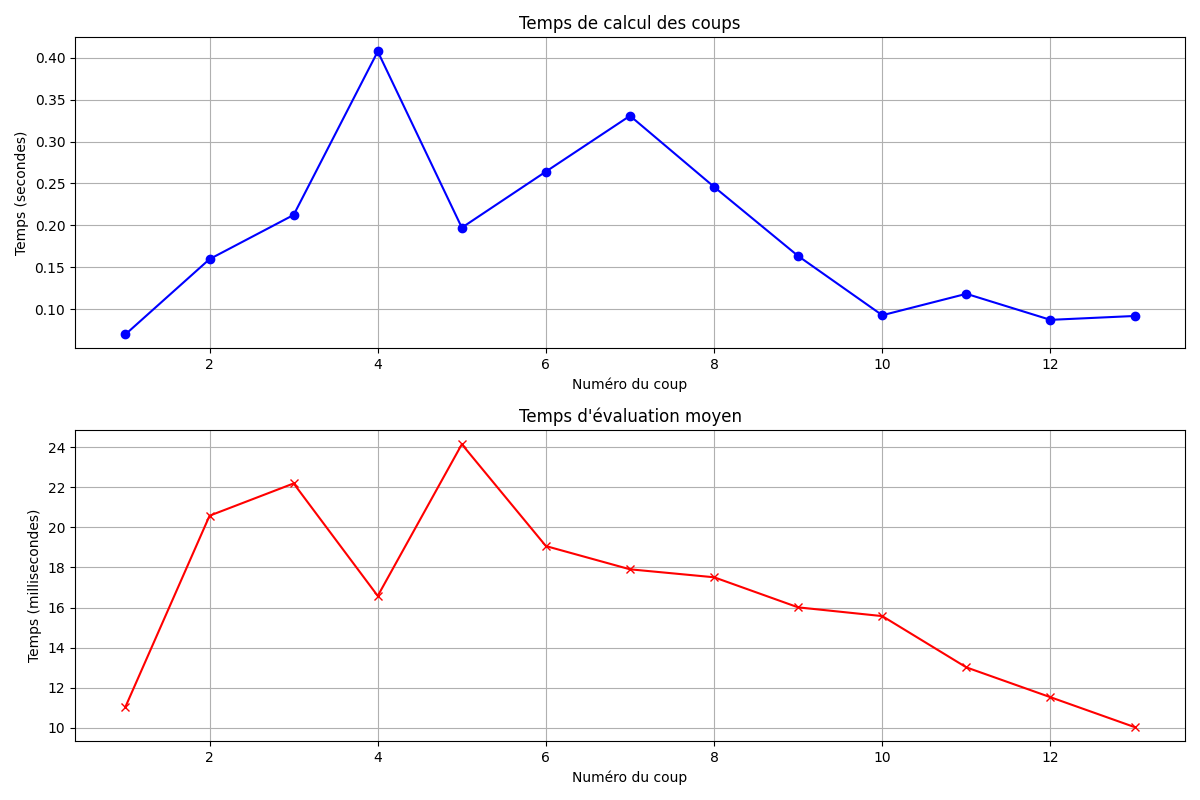 Temps de calcul des coups
Temps (secondes)
0.40
0.35
0.30
0.25
0.20
0.15
0.10
2 4 6 8 10 12
Numéro du coup
Temps d'évaluation moyen
Temps (millisecondes)
24
22
20
18
16
14
12
10
2 4 6 8 10 12
Numéro du coup